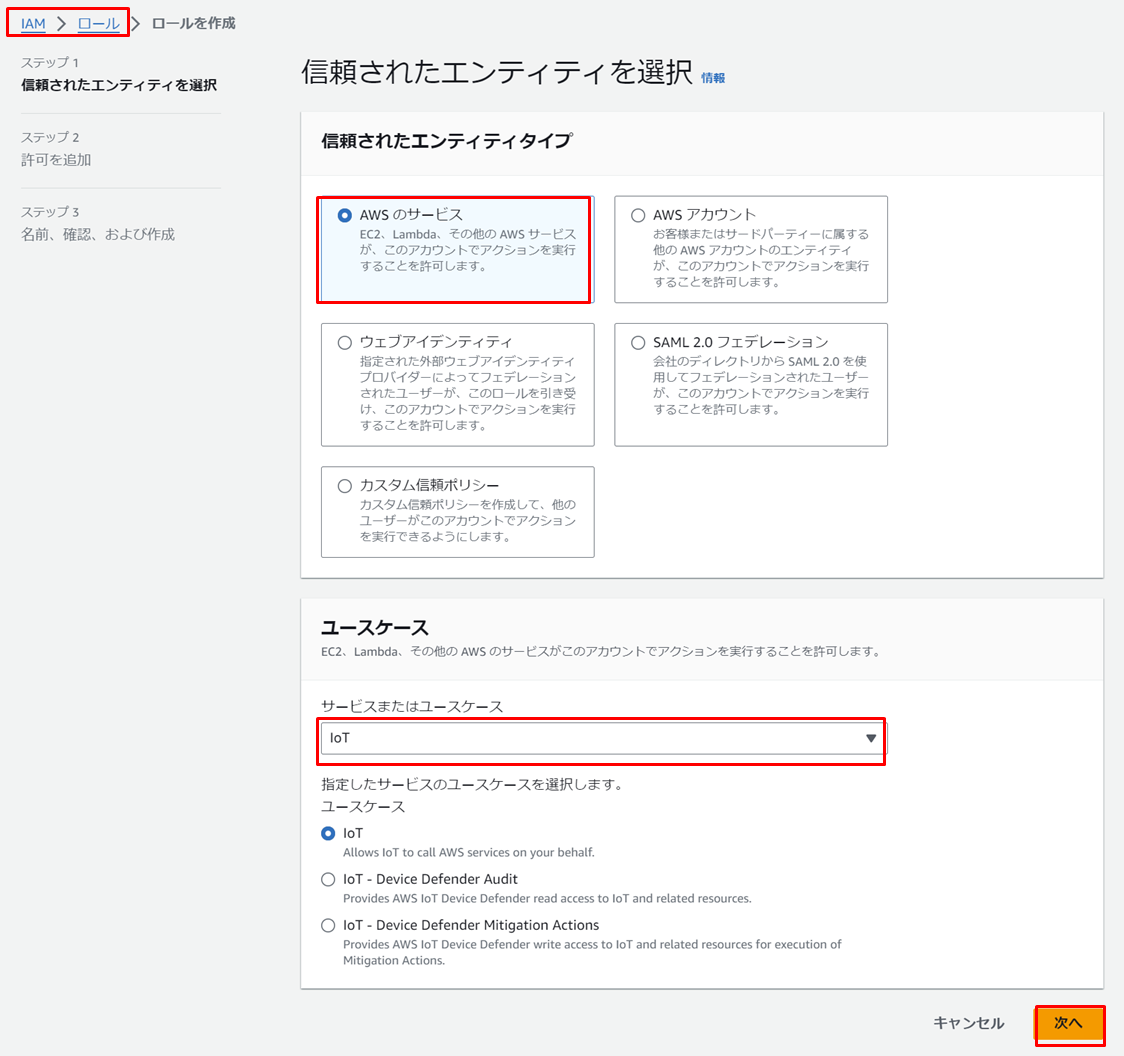 IAM > ロール > ロールを作成
ステップ 1
信頼されたエンティティを選択
ステップ 2
許可を追加
ステップ 3
名前、確認、および作成
信頼されたエンティティを選択 情報
信頼されたエンティティタイプ
AWS のサービス
EC2、Lambda、その他の AWS サービス
が、このアカウントでアクションを実行
することを許可します。
AWS アカウント
お客様またはサードパーティーに属する
他の AWS アカウントのエンティティ
が、このアカウントでアクションを実行
することを許可します。
ウェブアイデンティティ
指定された外部ウェブアイデンティティ
プロバイダーによってフェデレーション
されたユーザーが、このロールを引き受
け、このアカウントでアクションを実行
することを許可します。
SAML 2.0 フェデレーション
会社のディレクトリから SAML 2.0 を使
用してフェデレーションされたユーザー
が、このアカウントでアクションを実行
することを許可します。
カスタム信頼ポリシー
カスタム信頼ポリシーを作成して、他の
ユーザーがこのアカウントでアクション
を実行できるようにします。
ユースケース
EC2、Lambda、その他の AWS のサービスがこのアカウントでアクションを実行することを許可します。
サービスまたはユースケース
IoT
指定したサービスのユースケースを選択します。
ユースケース
IoT
Allows IoT to call AWS services on your behalf.
IoT - Device Defender Audit
Provides AWS IoT Device Defender read access to IoT and related resources.
IoT - Device Defender Mitigation Actions
Provides AWS IoT Device Defender write access to IoT and related resources for execution of
Mitigation Actions.
キャンセル
次へ